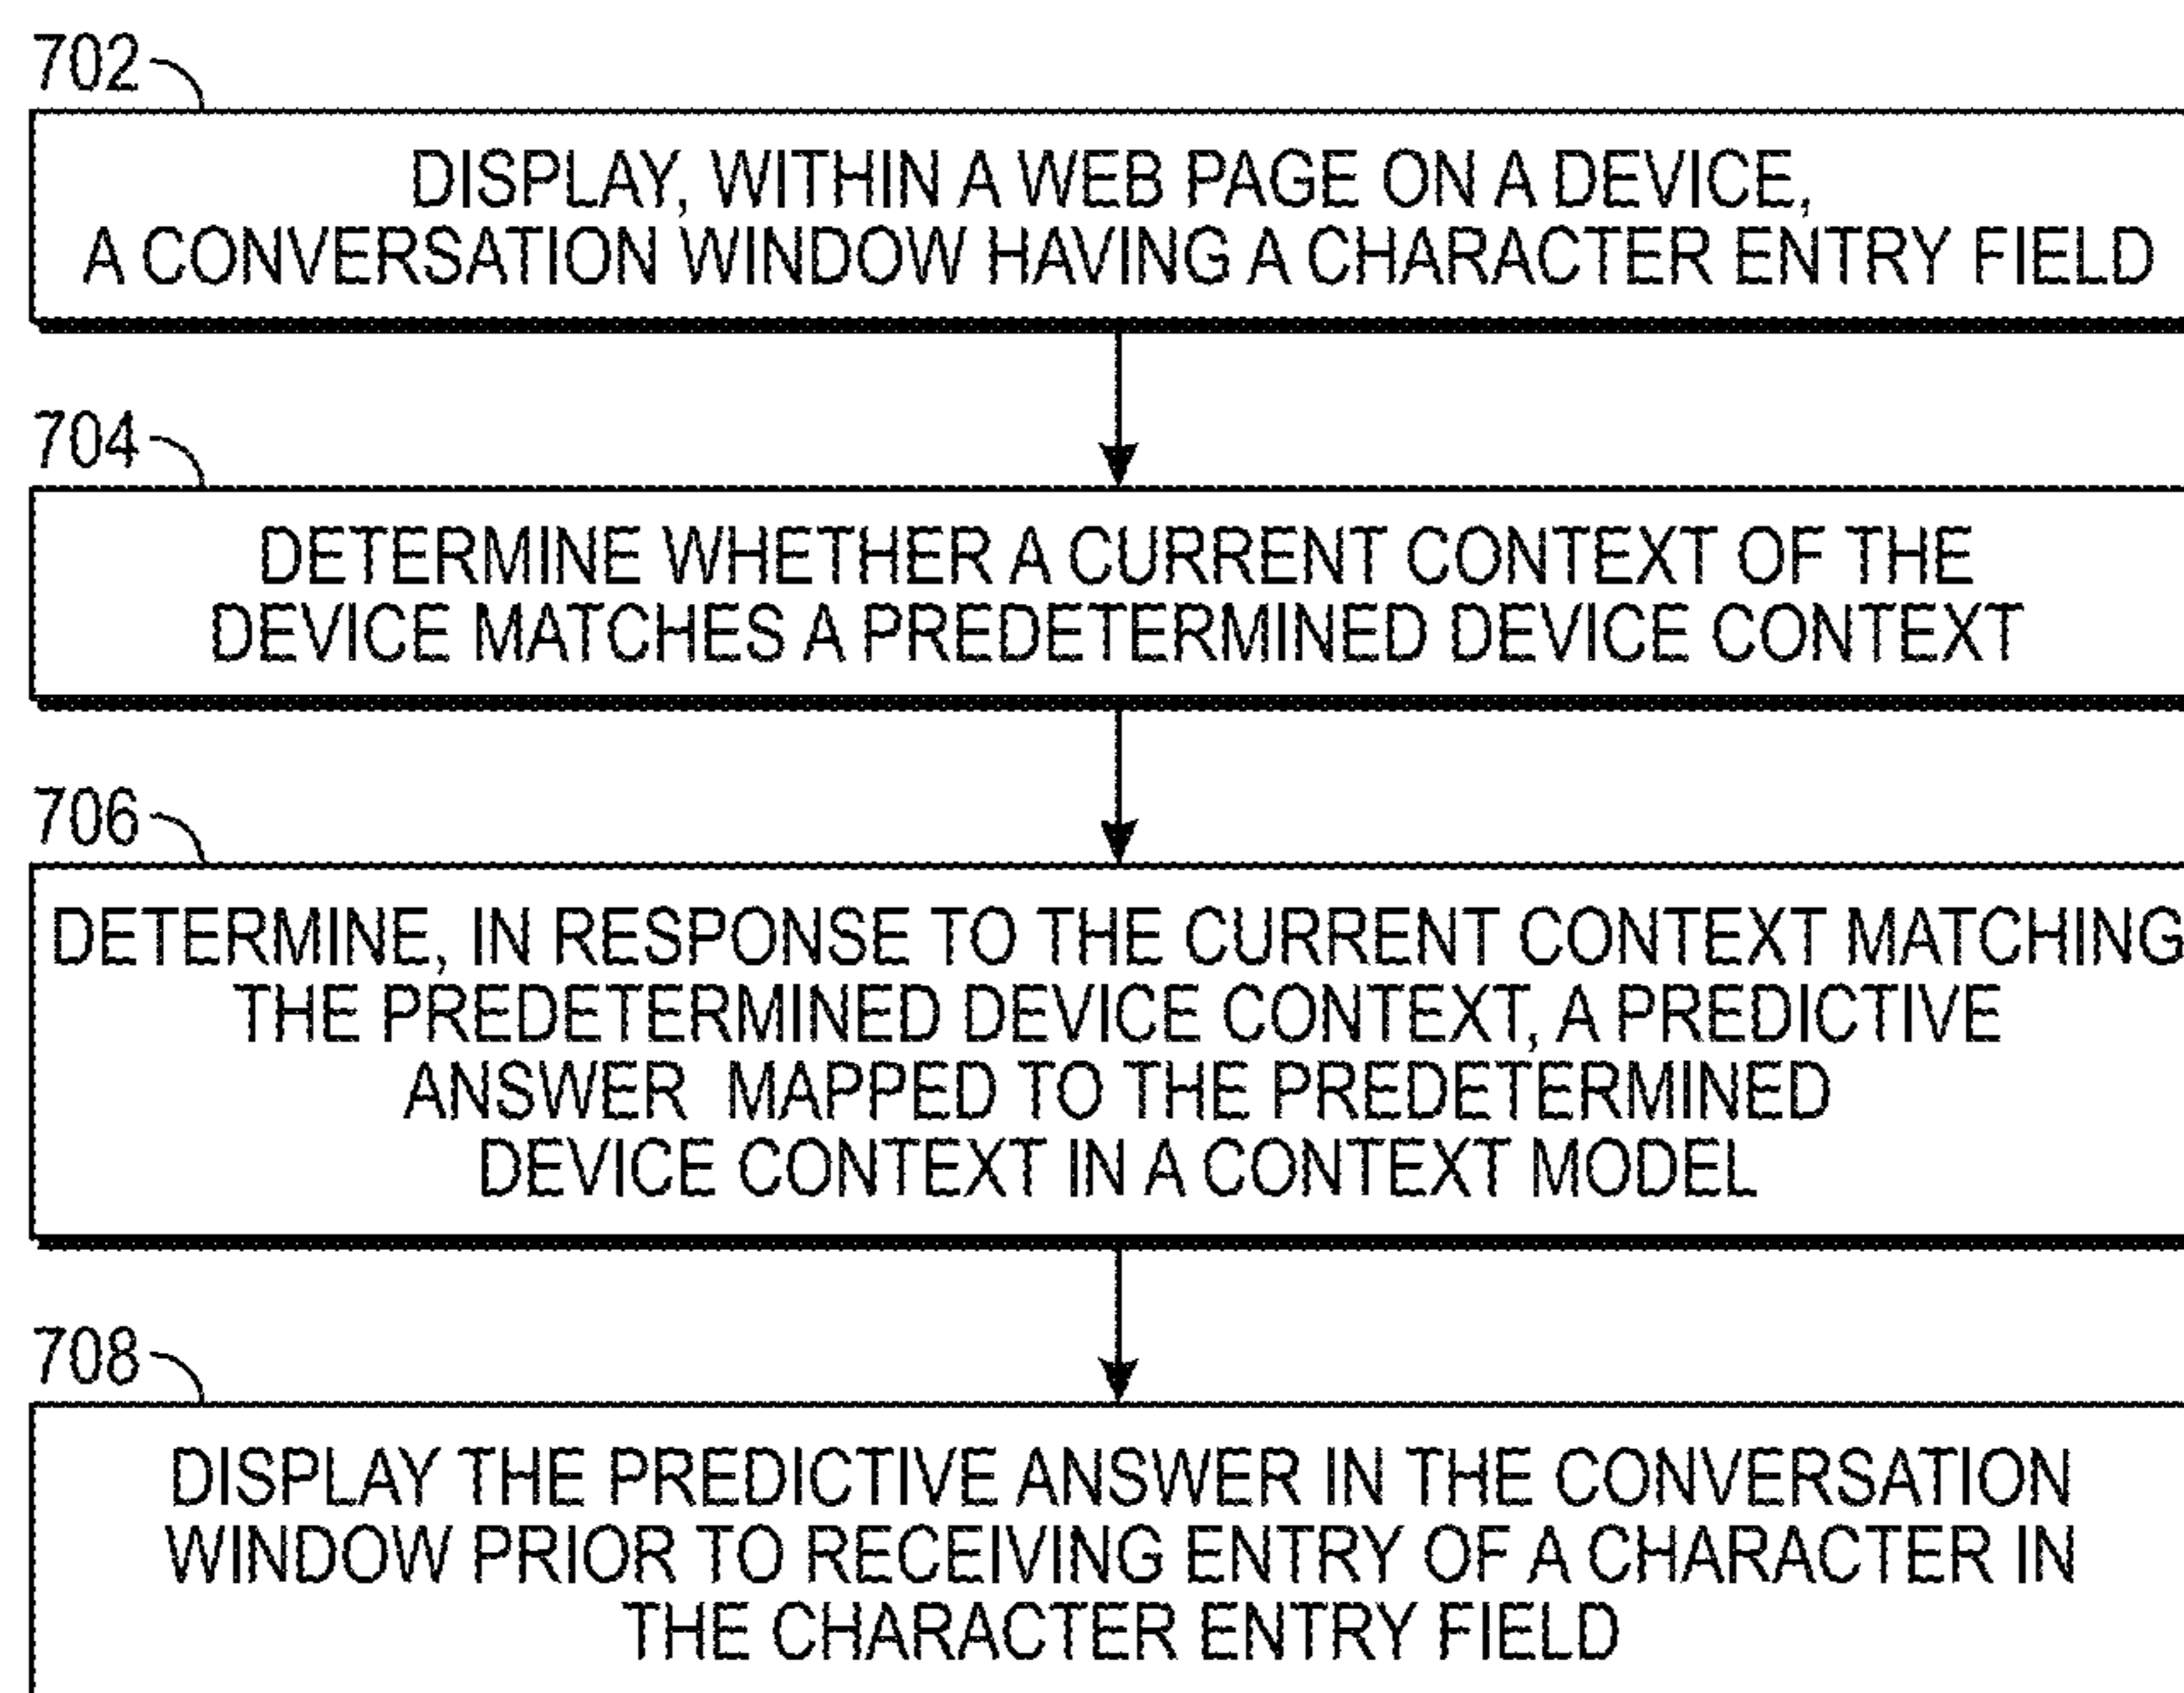 702
DISPLAY, WITHIN A WEB PAGE ON A DEVICE,
A CONVERSATION WINDOW HAVING A CHARACTER ENTRY FIELD
704
DETERMINE WHETHER A CURRENT CONTEXT OF THE
DEVICE MATCHES A PREDETERMINED DEVICE CONTEXT
706
DETERMINE, IN RESPONSE TO THE CURRENT CONTEXT MATCHING
THE PREDETERMINED DEVICE CONTEXT, A PREDICTIVE
ANSWER MAPPED TO THE PREDETERMINED
DEVICE CONTEXT IN A CONTEXT MODEL
708
DISPLAY THE PREDICTIVE ANSWER IN THE CONVERSATION
WINDOW PRIOR TO RECEIVING ENTRY OF A CHARACTER IN
THE CHARACTER ENTRY FIELD